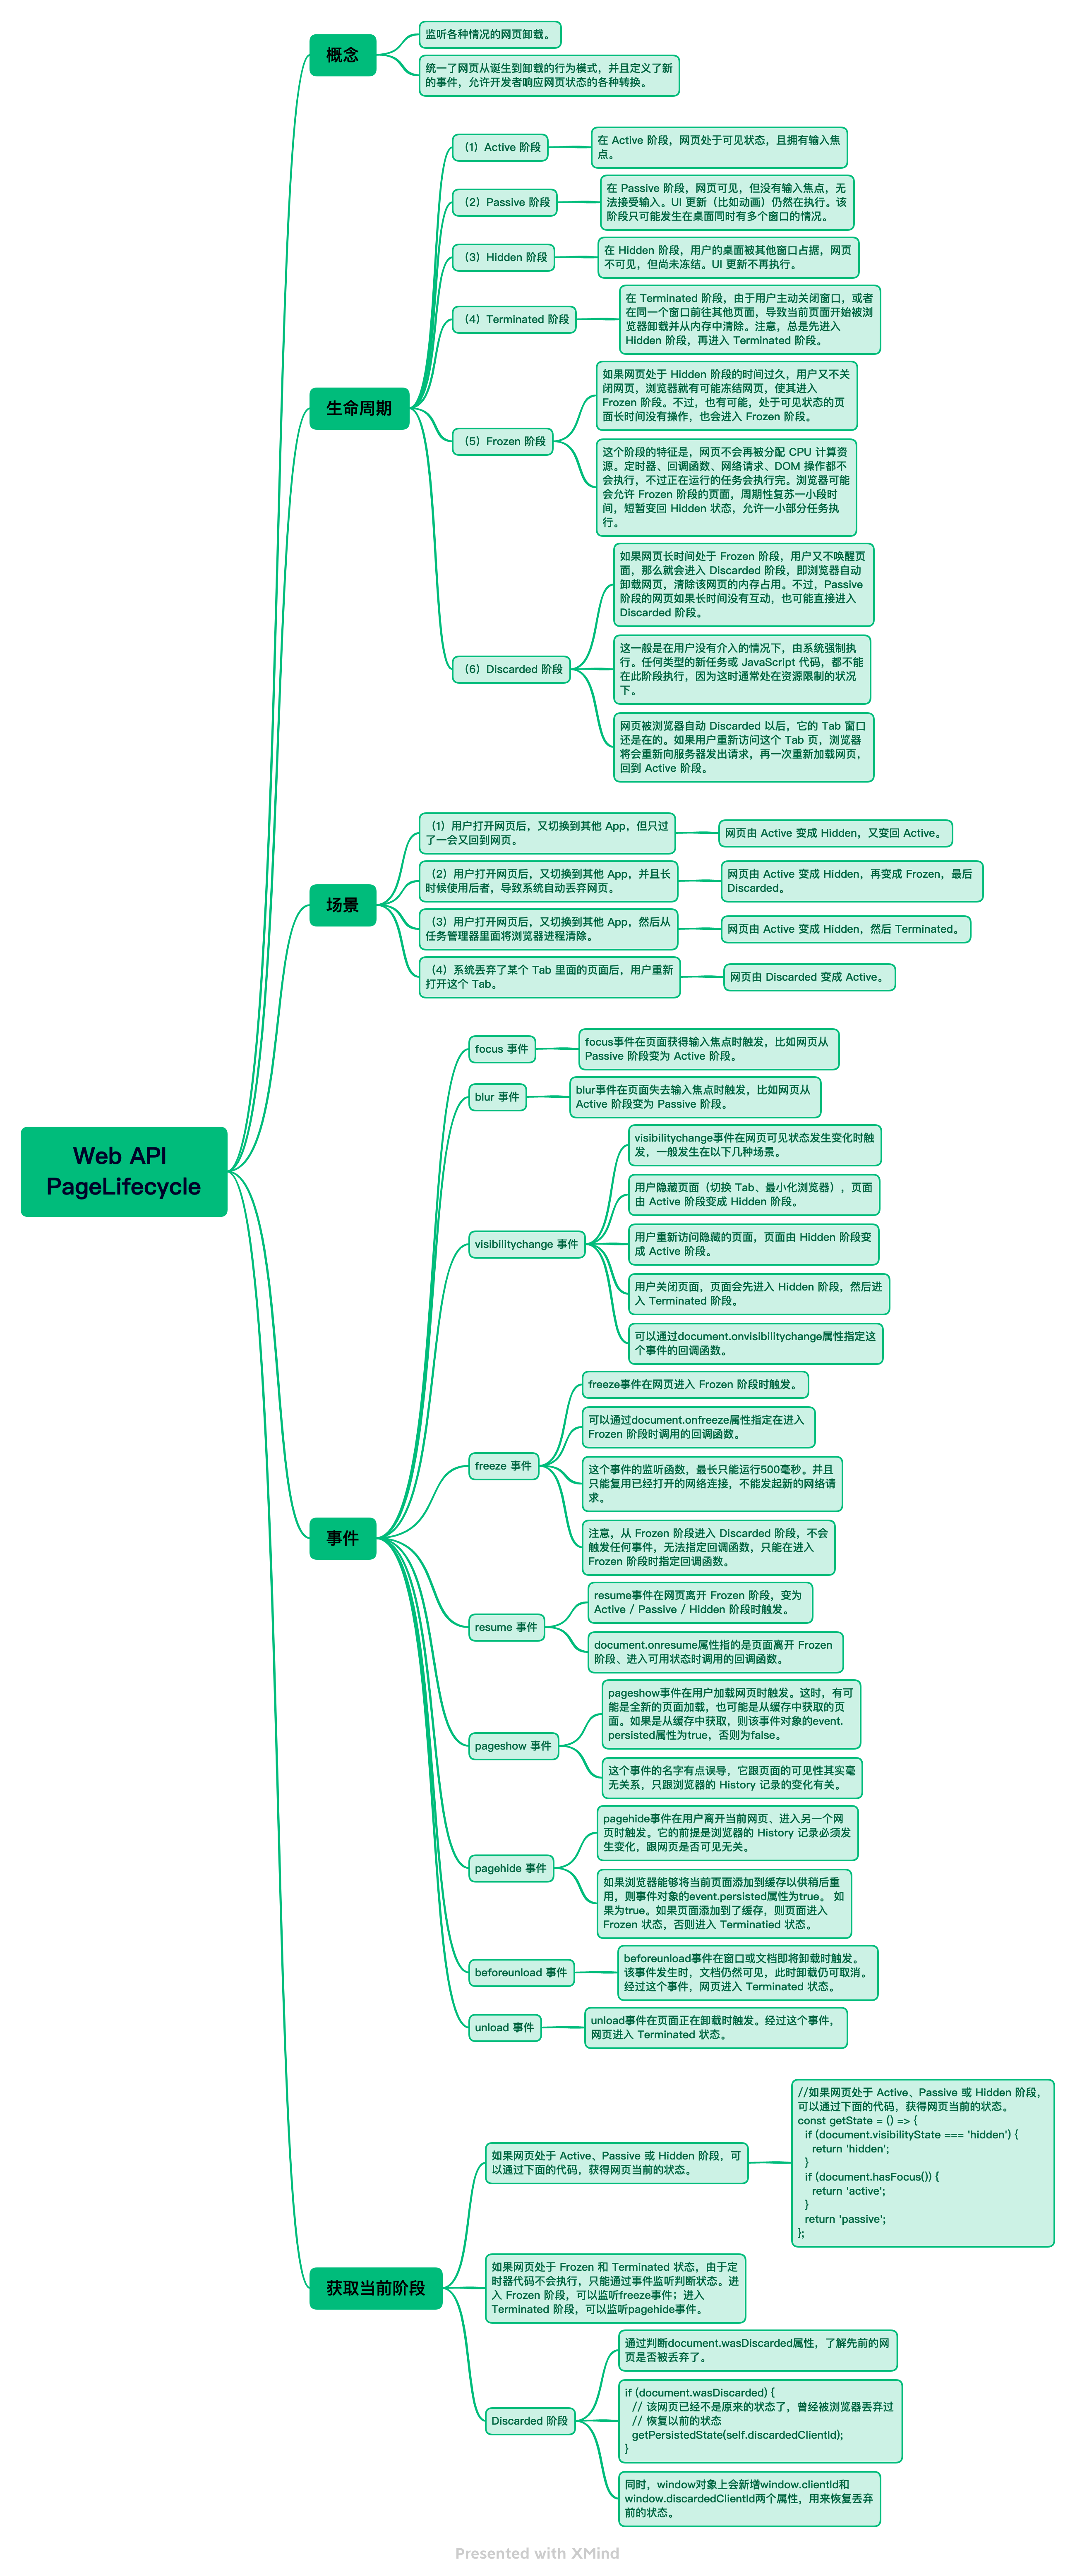 概念
监听各种情况的网页卸载。
统一了网页从诞生到卸载的行为模式，并且定义了新
的事件，允许开发者响应网页状态的各种转换。
生命周期
（1）Active 阶段
在 Active 阶段，网页处于可见状态，且拥有输入焦
点。
（2）Passive 阶段
在 Passive 阶段，网页可见，但没有输入焦点，无
法接受输入。UI 更新（比如动画）仍然在执行。该
阶段只可能发生在桌面同时有多个窗口的情况。
（3）Hidden 阶段
在 Hidden 阶段，用户的桌面被其他窗口占据，网页
不可见，但尚未冻结。UI 更新不再执行。
（4）Terminated 阶段
在 Terminated 阶段，由于用户主动关闭窗口，或者
在同一个窗口前往其他页面，导致当前页面开始被浏
览器卸载并从内存中清除。注意，总是先进入
Hidden 阶段，再进入 Terminated 阶段。
（5）Frozen 阶段
如果网页处于 Hidden 阶段的时间过久，用户又不关
闭网页，浏览器就有可能冻结网页，使其进入
Frozen 阶段。不过，也有可能，处于可见状态的页
面长时间没有操作，也会进入 Frozen 阶段。
这个阶段的特征是，网页不会再被分配 CPU 计算资
源。定时器、回调函数、网络请求、DOM 操作都不
会执行，不过正在运行的任务会执行完。浏览器可能
会允许 Frozen 阶段的页面，周期性复苏一小段时
间，短暂变回 Hidden 状态，允许一小部分任务执
行。
（6）Discarded 阶段
如果网页长时间处于 Frozen 阶段，用户又不唤醒页
面，那么就会进入 Discarded 阶段，即浏览器自动
卸载网页，清除该网页的内存占用。不过，Passive
阶段的网页如果长时间没有互动，也可能直接进入
Discarded 阶段。
这一般是在用户没有介入的情况下，由系统强制执
行。任何类型的新任务或 JavaScript 代码，都不能
在此阶段执行，因为这时通常处在资源限制的状况
下。
网页被浏览器自动 Discarded 以后，它的 Tab 窗口
还是在的。如果用户重新访问这个 Tab 页，浏览器
将会重新向服务器发出请求，再一次重新加载网页，
回到 Active 阶段。
场景
（1）用户打开网页后，又切换到其他 App，但只过
了一会又回到网页。
网页由 Active 变成 Hidden，又变回 Active。
（2）用户打开网页后，又切换到其他 App，并且长
时候使用后者，导致系统自动丢弃网页。
网页由 Active 变成 Hidden，再变成 Frozen，最后
Discarded。
（3）用户打开网页后，又切换到其他 App，然后从
任务管理器里面将浏览器进程清除。
网页由 Active 变成 Hidden，然后 Terminated。
（4）系统丢弃了某个 Tab 里面的页面后，用户重新
打开这个 Tab。
网页由 Discarded 变成 Active。
Web API
PageLifecycle
事件
focus 事件
focus事件在页面获得输入焦点时触发，比如网页从
Passive 阶段变为 Active 阶段。
blur 事件
blur事件在页面失去输入焦点时触发，比如网页从
Active 阶段变为 Passive 阶段。
visibilitychange 事件
visibilitychange事件在网页可见状态发生变化时触
发，一般发生在以下几种场景。
用户隐藏页面（切换 Tab、最小化浏览器），页面
由 Active 阶段变成 Hidden 阶段。
用户重新访问隐藏的页面，页面由 Hidden 阶段变
成 Active 阶段。
用户关闭页面，页面会先进入 Hidden 阶段，然后进
入 Terminated 阶段。
可以通过document.onvisibilitychange属性指定这
个事件的回调函数。
freeze 事件
freeze事件在网页进入 Frozen 阶段时触发。
可以通过document.onfreeze属性指定在进入
Frozen 阶段时调用的回调函数。
这个事件的监听函数，最长只能运行500毫秒。并且
只能复用已经打开的网络连接，不能发起新的网络请
求。
注意，从 Frozen 阶段进入 Discarded 阶段，不会
触发任何事件，无法指定回调函数，只能在进入
Frozen 阶段时指定回调函数。
resume 事件
resume事件在网页离开 Frozen 阶段，变为
Active / Passive / Hidden 阶段时触发。
document.onresume属性指的是页面离开 Frozen
阶段、进入可用状态时调用的回调函数。
pageshow 事件
pageshow事件在用户加载网页时触发。这时，有可
能是全新的页面加载，也可能是从缓存中获取的页
面。如果是从缓存中获取，则该事件对象的event.
persisted属性为true，否则为false。
这个事件的名字有点误导，它跟页面的可见性其实毫
无关系，只跟浏览器的 History 记录的变化有关。
pagehide 事件
pagehide事件在用户离开当前网页、进入另一个网
页时触发。它的前提是浏览器的 History 记录必须发
生变化，跟网页是否可见无关。
如果浏览器能够将当前页面添加到缓存以供稍后重
用，则事件对象的event.persisted属性为true。 如
果为true。如果页面添加到了缓存，则页面进入
Frozen 状态，否则进入 Terminatied 状态。
beforeunload 事件
beforeunload事件在窗口或文档即将卸载时触发。
该事件发生时，文档仍然可见，此时卸载仍可取消。
经过这个事件，网页进入 Terminated 状态。
unload 事件
unload事件在页面正在卸载时触发。经过这个事件，
网页进入 Terminated 状态。
获取当前阶段
如果网页处于 Active、Passive 或 Hidden 阶段，可
以通过下面的代码，获得网页当前的状态。
//如果网页处于 Active、Passive 或 Hidden 阶段，
可以通过下面的代码，获得网页当前的状态。
const getState = () => {
if (document.visibilityState === 'hidden') {
return 'hidden';
}
if (document.hasFocus()) {
return 'active';
}
return 'passive';
};
如果网页处于 Frozen 和 Terminated 状态，由于定
时器代码不会执行，只能通过事件监听判断状态。进
入 Frozen 阶段，可以监听freeze事件；进入
Terminated 阶段，可以监听pagehide事件。
Discarded 阶段
通过判断document.wasDiscarded属性，了解先前的网
页是否被丢弃了。
if (document.wasDiscarded) {
// 该网页已经不是原来的状态了，曾经被浏览器丢弃过
// 恢复以前的状态
getPersistedState(self.discardedClientId);
}
同时，window对象上会新增window.clientId和
window.discardedClientId两个属性，用来恢复丢弃
前的状态。
Presented with XMind